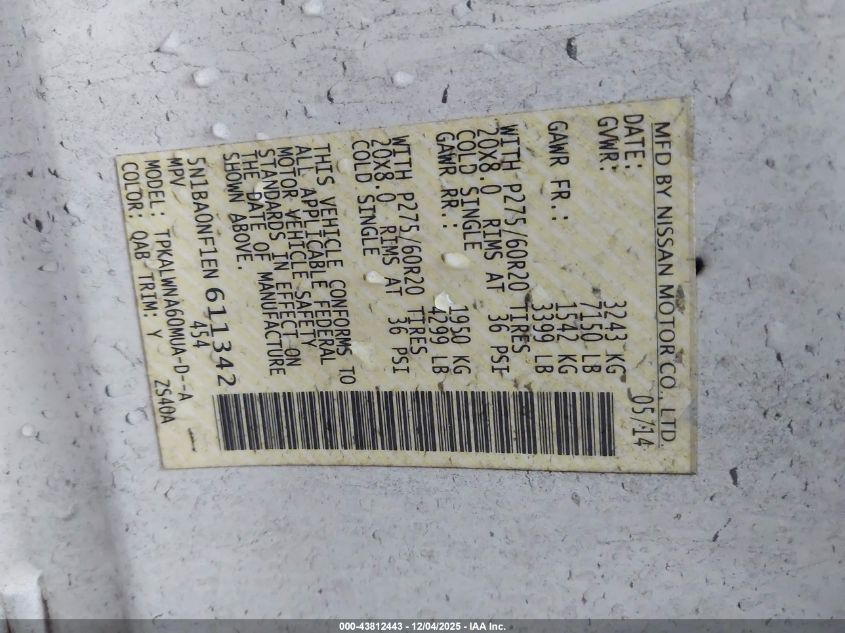 MFD BY NISSAN MOTOR CO., LTD.
DATE: 05/14
GVWR: 3243 KG
7150 LB
GAWR FR.: 1542 KG
3399 LB
WITH P275/60R20 TIRES
20X8.0 RIMS AT 36 PSI
COLD SINGLE
GAWR RR.: 1950 KG
4299 LB
WITH P275/60R20 TIRES
20X8.0 RIMS AT 36 PSI
COLD SINGLE
THIS VEHICLE CONFORMS TO
ALL APPLICABLE FEDERAL
MOTOR VEHICLE SAFETY
STANDARDS IN EFFECT ON
THE DATE OF MANUFACTURE
SHOWN ABOVE.
5N1BA0NF1EN611342
MPV 454
MODEL: TPKALWNA60MUA-D--A
COLOR: QAB TRIM: Y 2S40A
000-43812443 - 12/04/2025 - IAA Inc.